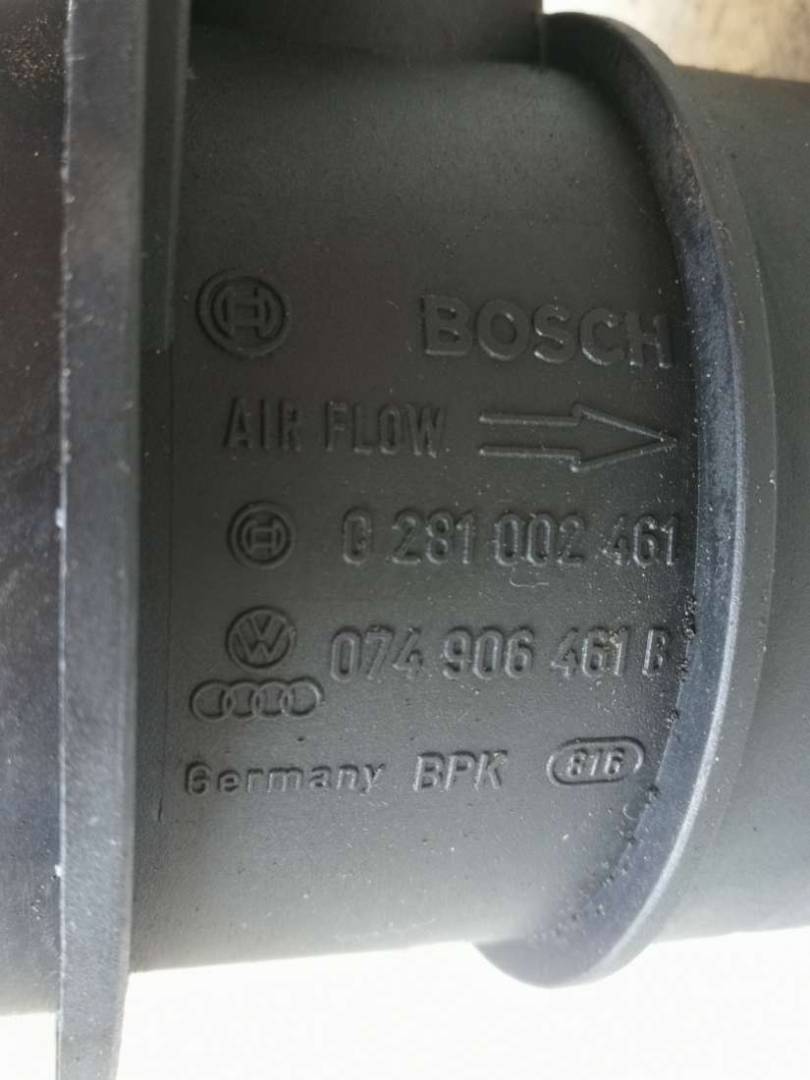 BOSCH
AIR FLOW
0 281 002 461
074 906 461 B
Germany BPK 816